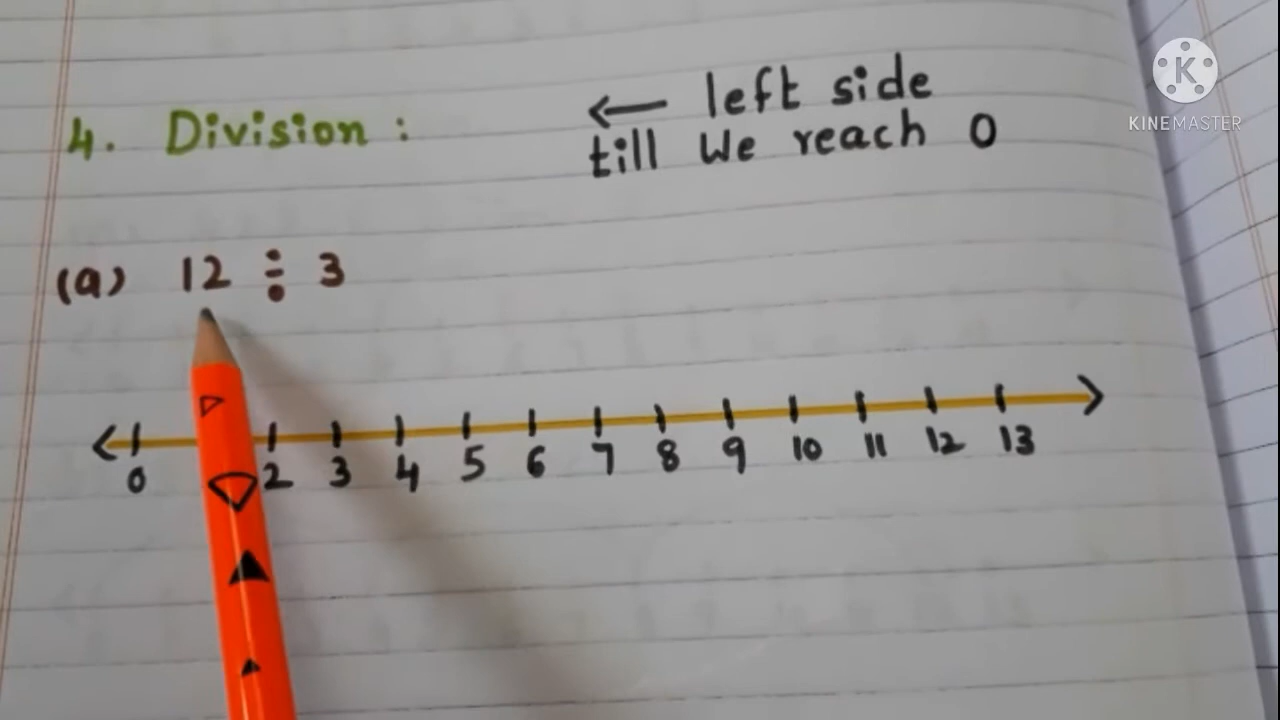 4. Division :
← left side
till We reach 0
(a) 12 ÷ 3
0 2 3 4 5 6 7 8 9 10 11 12 13
KINEMASTER